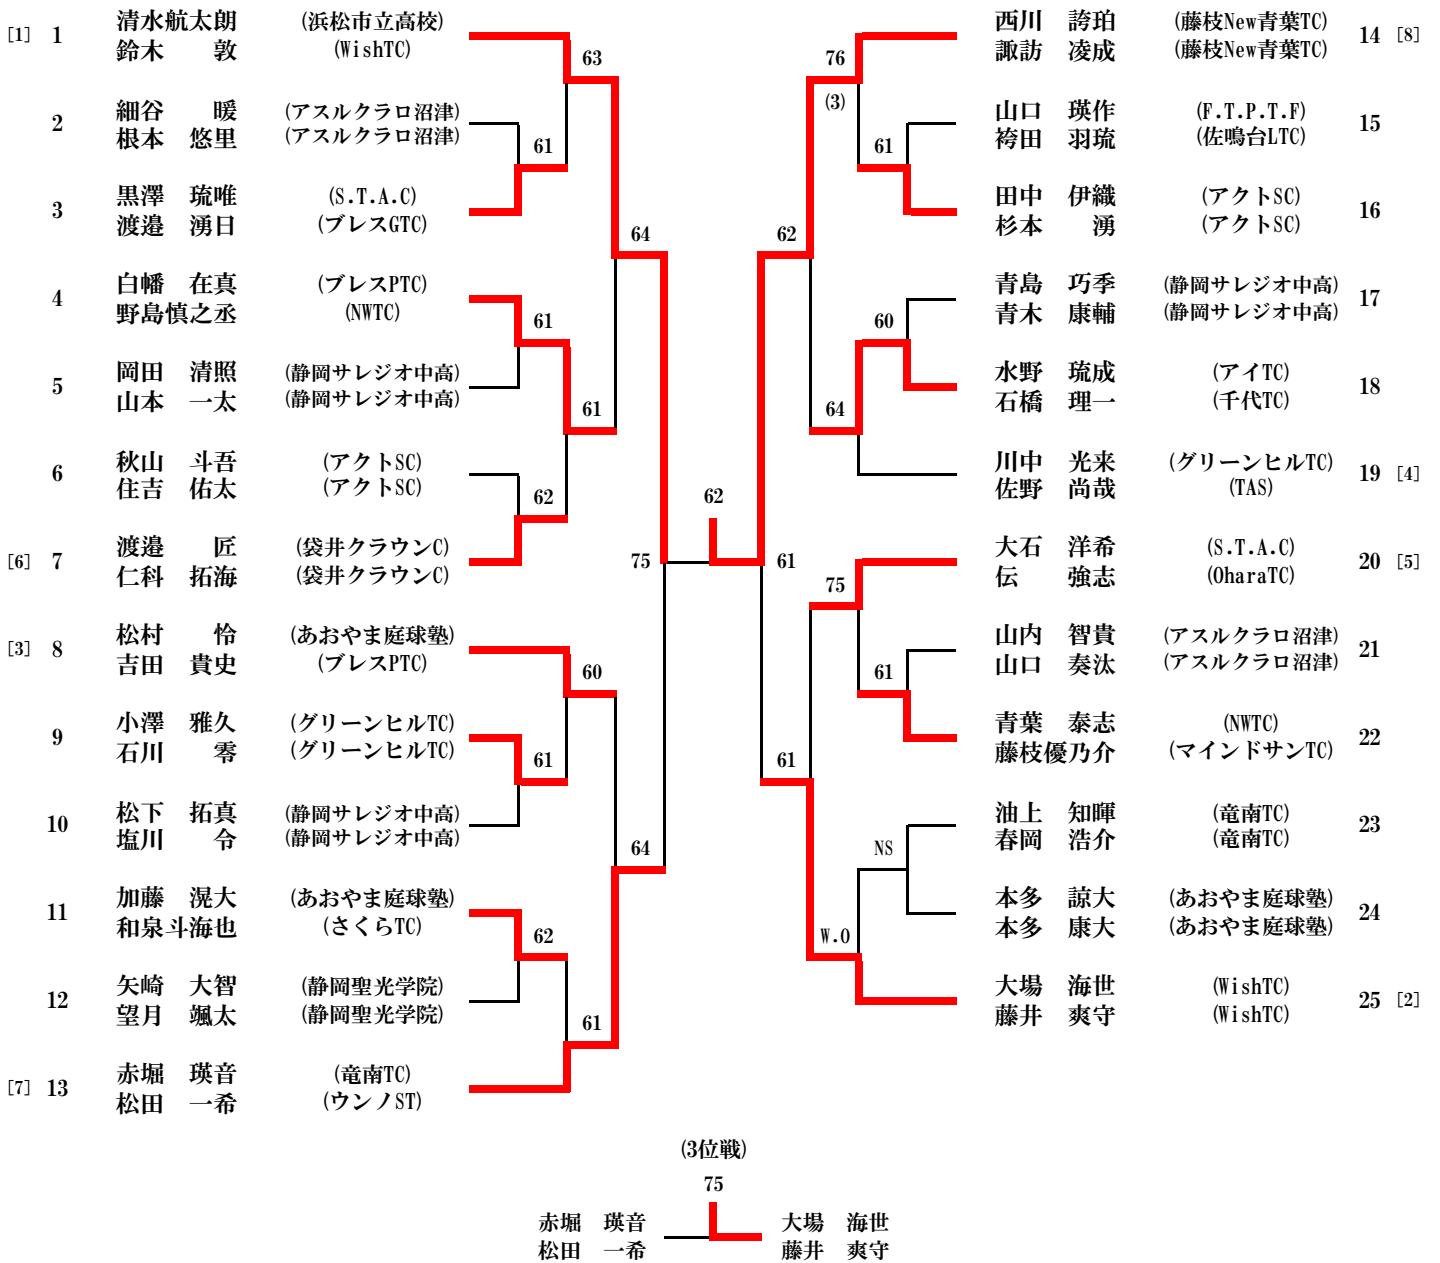 [1] 1 清水航太朗 (浜松市立高校)
鈴木 敦 (WishTC)
63
2 細谷 暖 (アスルクラロ沼津)
根本 悠里 (アスルクラロ沼津)
61
3 黒澤 琉唯 (S.T.A.C)
渡邉 湧日 (ブレスGTC)
64
4 白幡 在真 (ブレスPTC)
野島慎之丞 (NWTC)
61
5 岡田 清照 (静岡サレジオ中高)
山本 一太 (静岡サレジオ中高)
61
6 秋山 斗吾 (アクトSC)
住吉 佑太 (アクトSC)
62
[6] 7 渡邉 匠 (袋井クラウンC)
仁科 拓海 (袋井クラウンC)
75
[3] 8 松村 怜 (あおやま庭球塾)
吉田 貴史 (ブレスPTC)
60
9 小澤 雅久 (グリーンヒルTC)
石川 零 (グリーンヒルTC)
61
10 松下 拓真 (静岡サレジオ中高)
塩川 令 (静岡サレジオ中高)
64
11 加藤 滉大 (あおやま庭球塾)
和泉斗海也 (さくらTC)
62
12 矢崎 大智 (静岡聖光学院)
望月 颯太 (静岡聖光学院)
61
[7] 13 赤堀 瑛音 (竜南TC)
松田 一希 (ウンノST)
62
西川 誇珀 (藤枝New青葉TC) 14 [8]
諏訪 凌成 (藤枝New青葉TC)
76
(3)
山口 瑛作 (F.T.P.T.F) 15
袴田 羽琉 (佐鳴台LTC)
61
田中 伊織 (アクトSC) 16
杉本 湧 (アクトSC)
62
青島 巧季 (静岡サレジオ中高) 17
青木 康輔 (静岡サレジオ中高)
60
水野 琉成 (アイTC) 18
石橋 理一 (千代TC)
64
川中 光来 (グリーンヒルTC) 19 [4]
佐野 尚哉 (TAS)
61
大石 洋希 (S.T.A.C) 20 [5]
伝 強志 (OharaTC)
75
山内 智貴 (アスルクラロ沼津) 21
山口 奏汰 (アスルクラロ沼津)
61
青葉 泰志 (NWTC) 22
藤枝優乃介 (マインドサンTC)
61
油上 知暉 (竜南TC) 23
春岡 浩介 (竜南TC)
NS
本多 諒大 (あおやま庭球塾) 24
本多 康大 (あおやま庭球塾)
W.O
大場 海世 (WishTC) 25 [2]
藤井 爽守 (WishTC)
(3位戦)
75
赤堀 瑛音 大場 海世
松田 一希 藤井 爽守